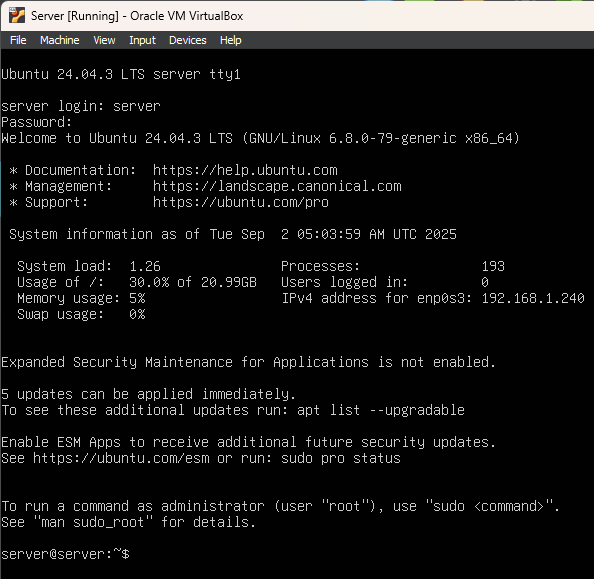 Server [Running] - Oracle VM VirtualBox
File Machine View Input Devices Help
Ubuntu 24.04.3 LTS server tty1
server login: server
Password:
Welcome to Ubuntu 24.04.3 LTS (GNU/Linux 6.8.0-79-generic x86_64)
* Documentation: https://help.ubuntu.com
* Management: https://landscape.canonical.com
* Support: https://ubuntu.com/pro
System information as of Tue Sep 2 05:03:59 AM UTC 2025
System load: 1.26 Processes: 193
Usage of /: 30.0% of 20.99GB Users logged in: 0
Memory usage: 5% IPv4 address for enp0s3: 192.168.1.240
Swap usage: 0%
Expanded Security Maintenance for Applications is not enabled.
5 updates can be applied immediately.
To see these additional updates run: apt list --upgradable
Enable ESM Apps to receive additional future security updates.
See https://ubuntu.com/esm or run: sudo pro status
To run a command as administrator (user "root"), use "sudo <command>".
See "man sudo_root" for details.
server@server:~$